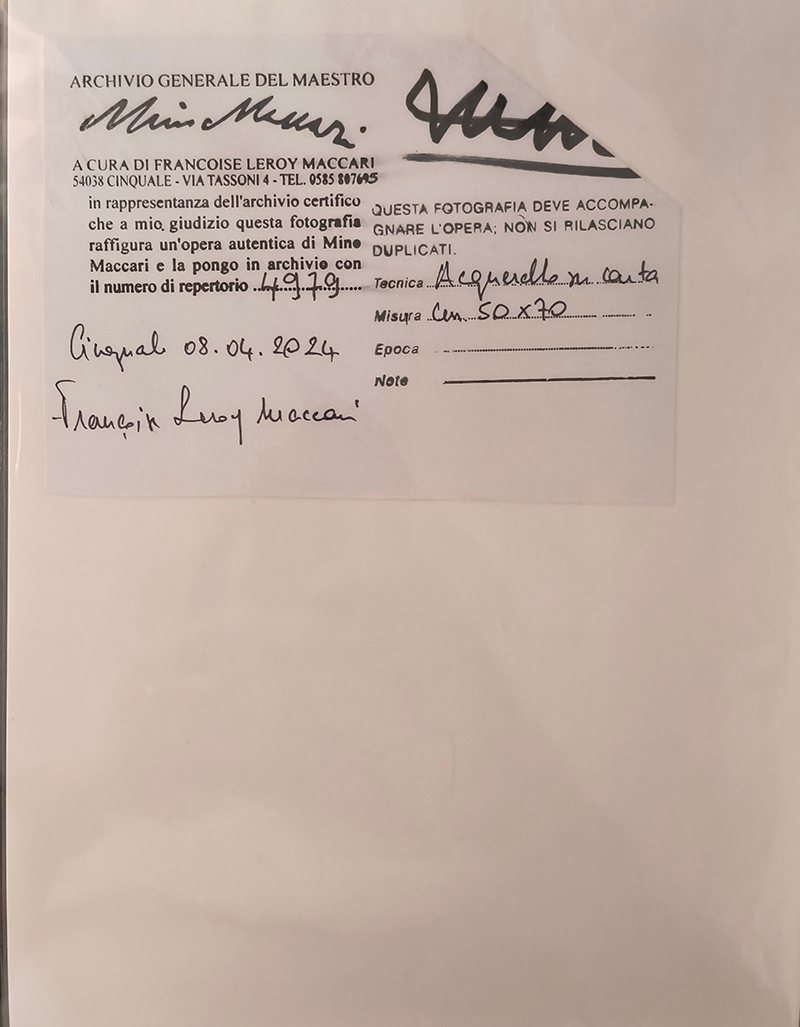 ARCHIVIO GENERALE DEL MAESTRO
Mino Maccari.
A CURA DI FRANCOISE LEROY MACCARI
54038 CINQUALE - VIA TASSONI 4 - TEL. 0585 807695
in rappresentanza dell'archivio certifico
che a mio giudizio questa fotografia
raffigura un'opera autentica di Mino
Maccari e la pongo in archivio con
il numero di repertorio 4979
Cinquale 08.04.2024
Françoise Leroy Maccari
QUESTA FOTOGRAFIA DEVE ACCOMPA-
GNARE L'OPERA; NON SI RILASCIANO
DUPLICATI.
Tecnica Acquerello su carta
Misura Cm. 50x70
Epoca
Note